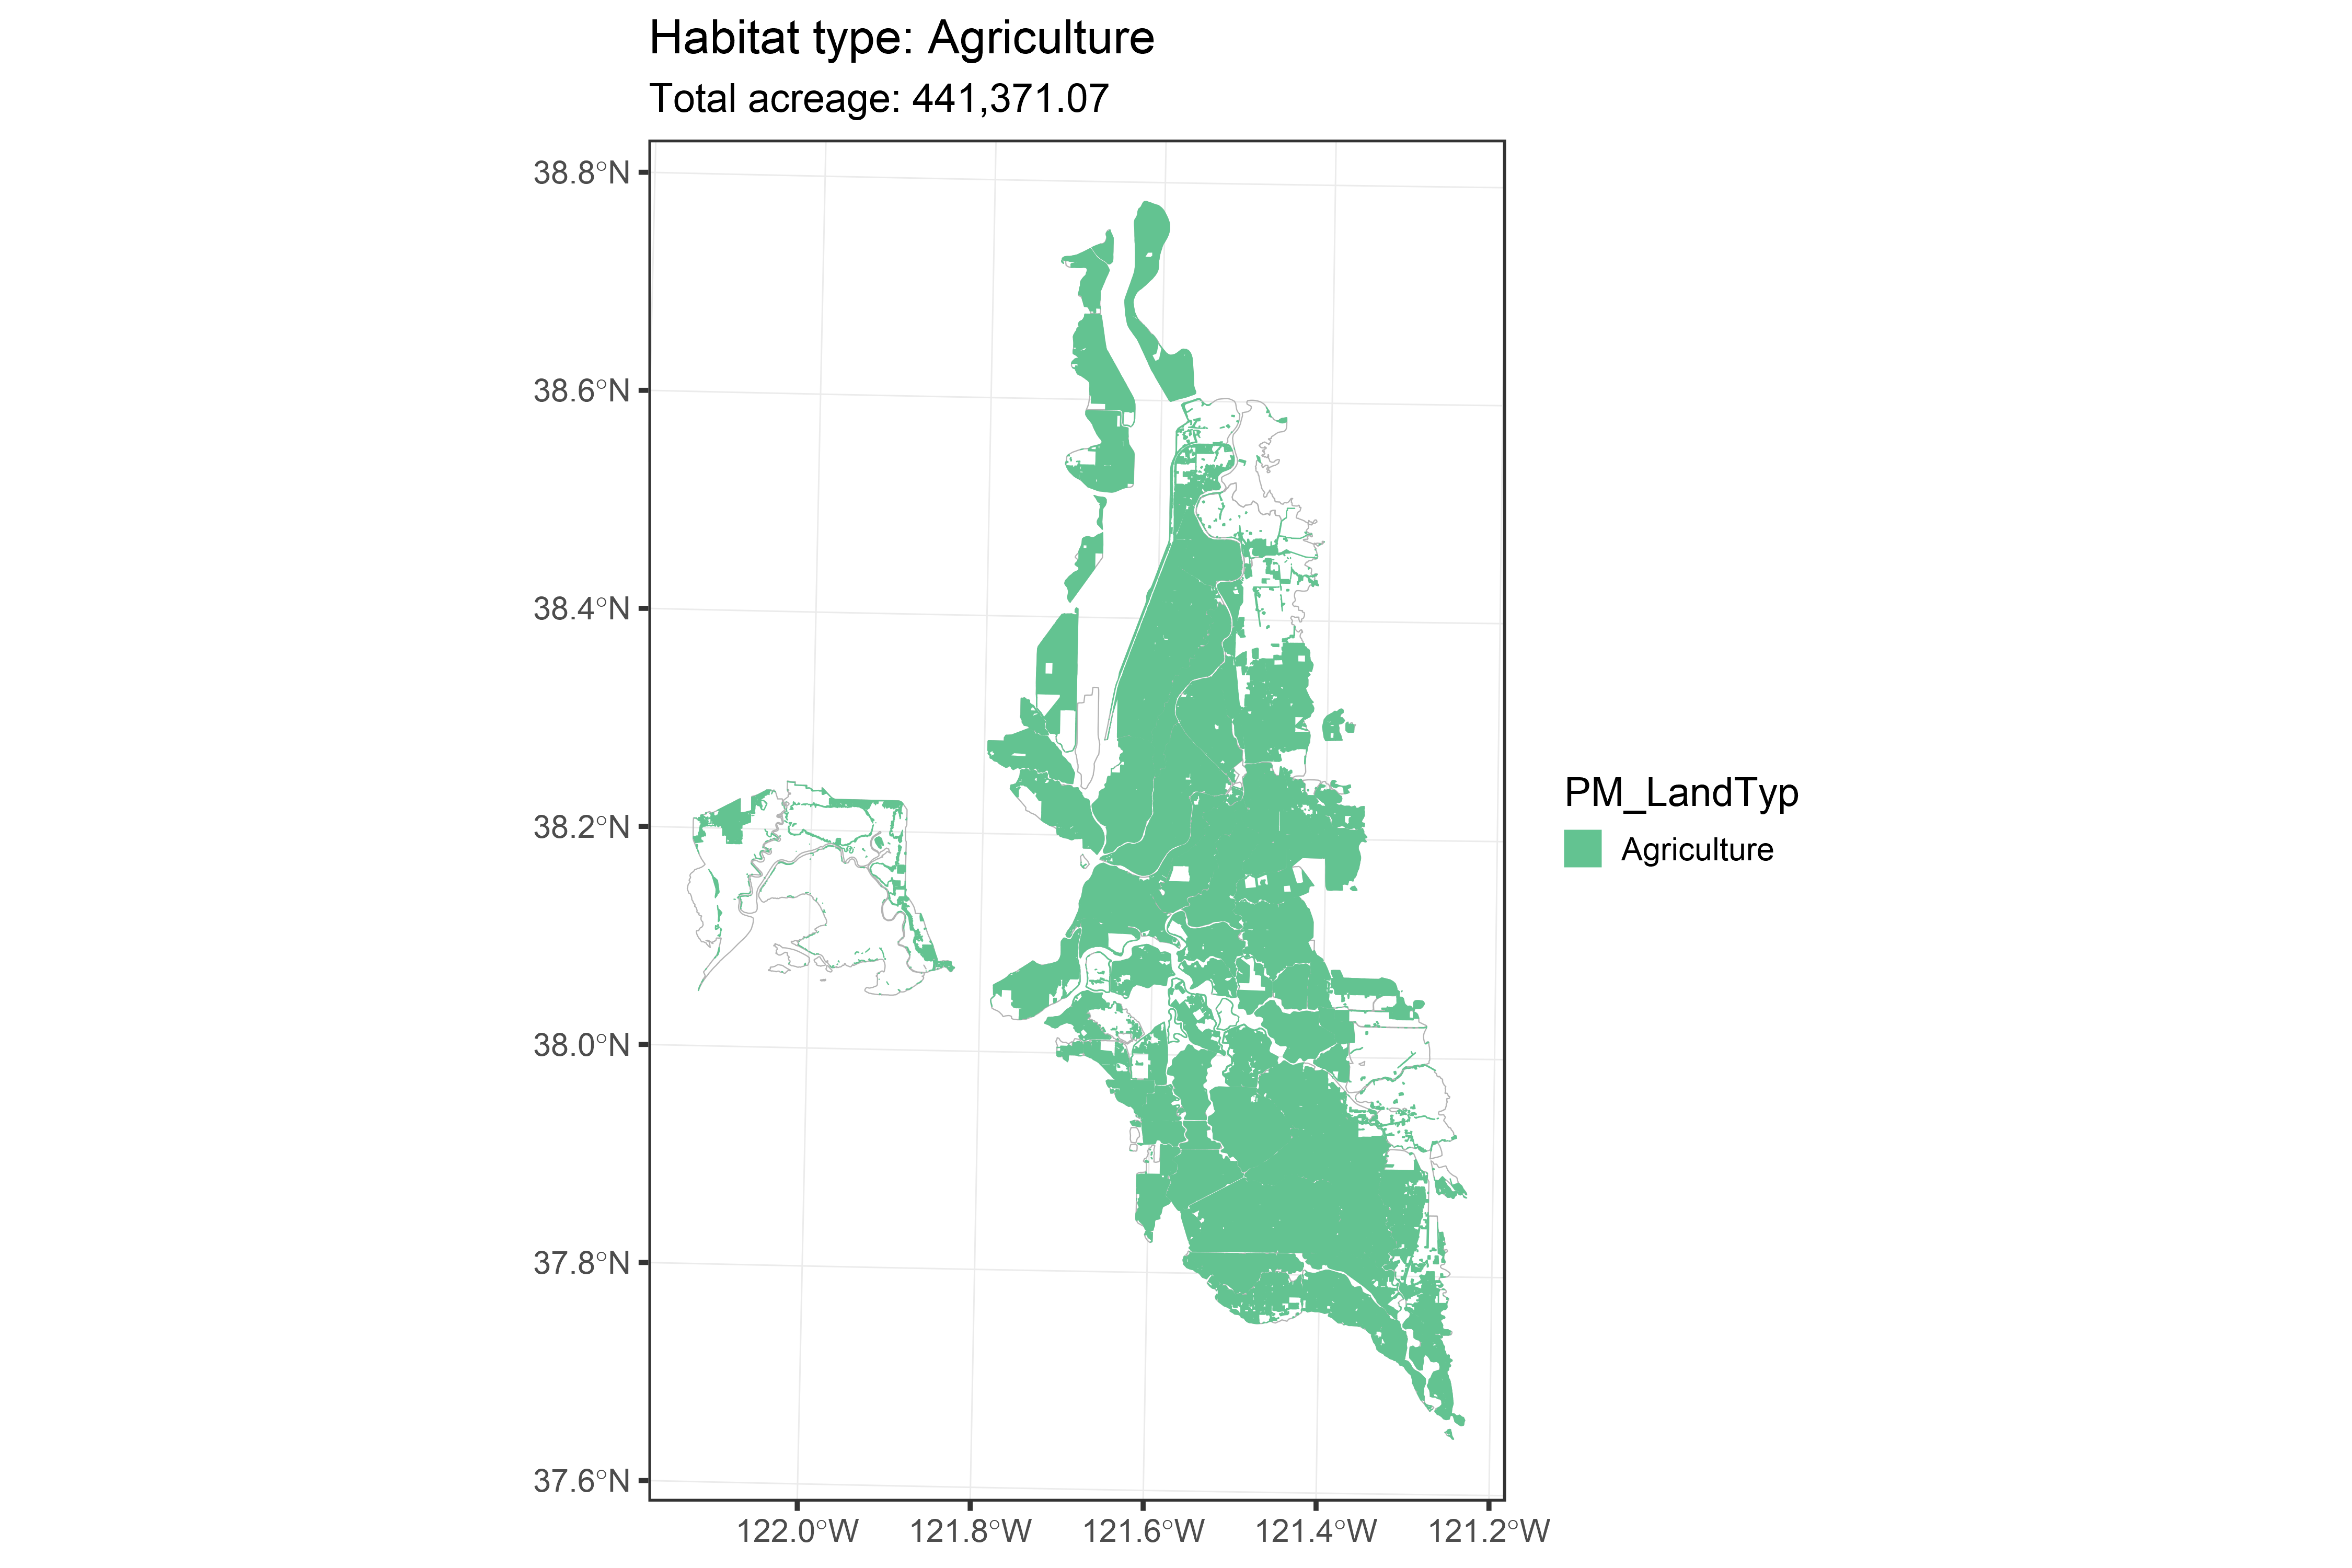 Habitat type: Agriculture
Total acreage: 441,371.07
38.8°N
38.6°N
38.4°N
38.2°N
38.0°N
37.8°N
37.6°N
122.0°W
121.8°W
121.6°W
121.4°W
121.2°W
PM_LandTyp
Agriculture